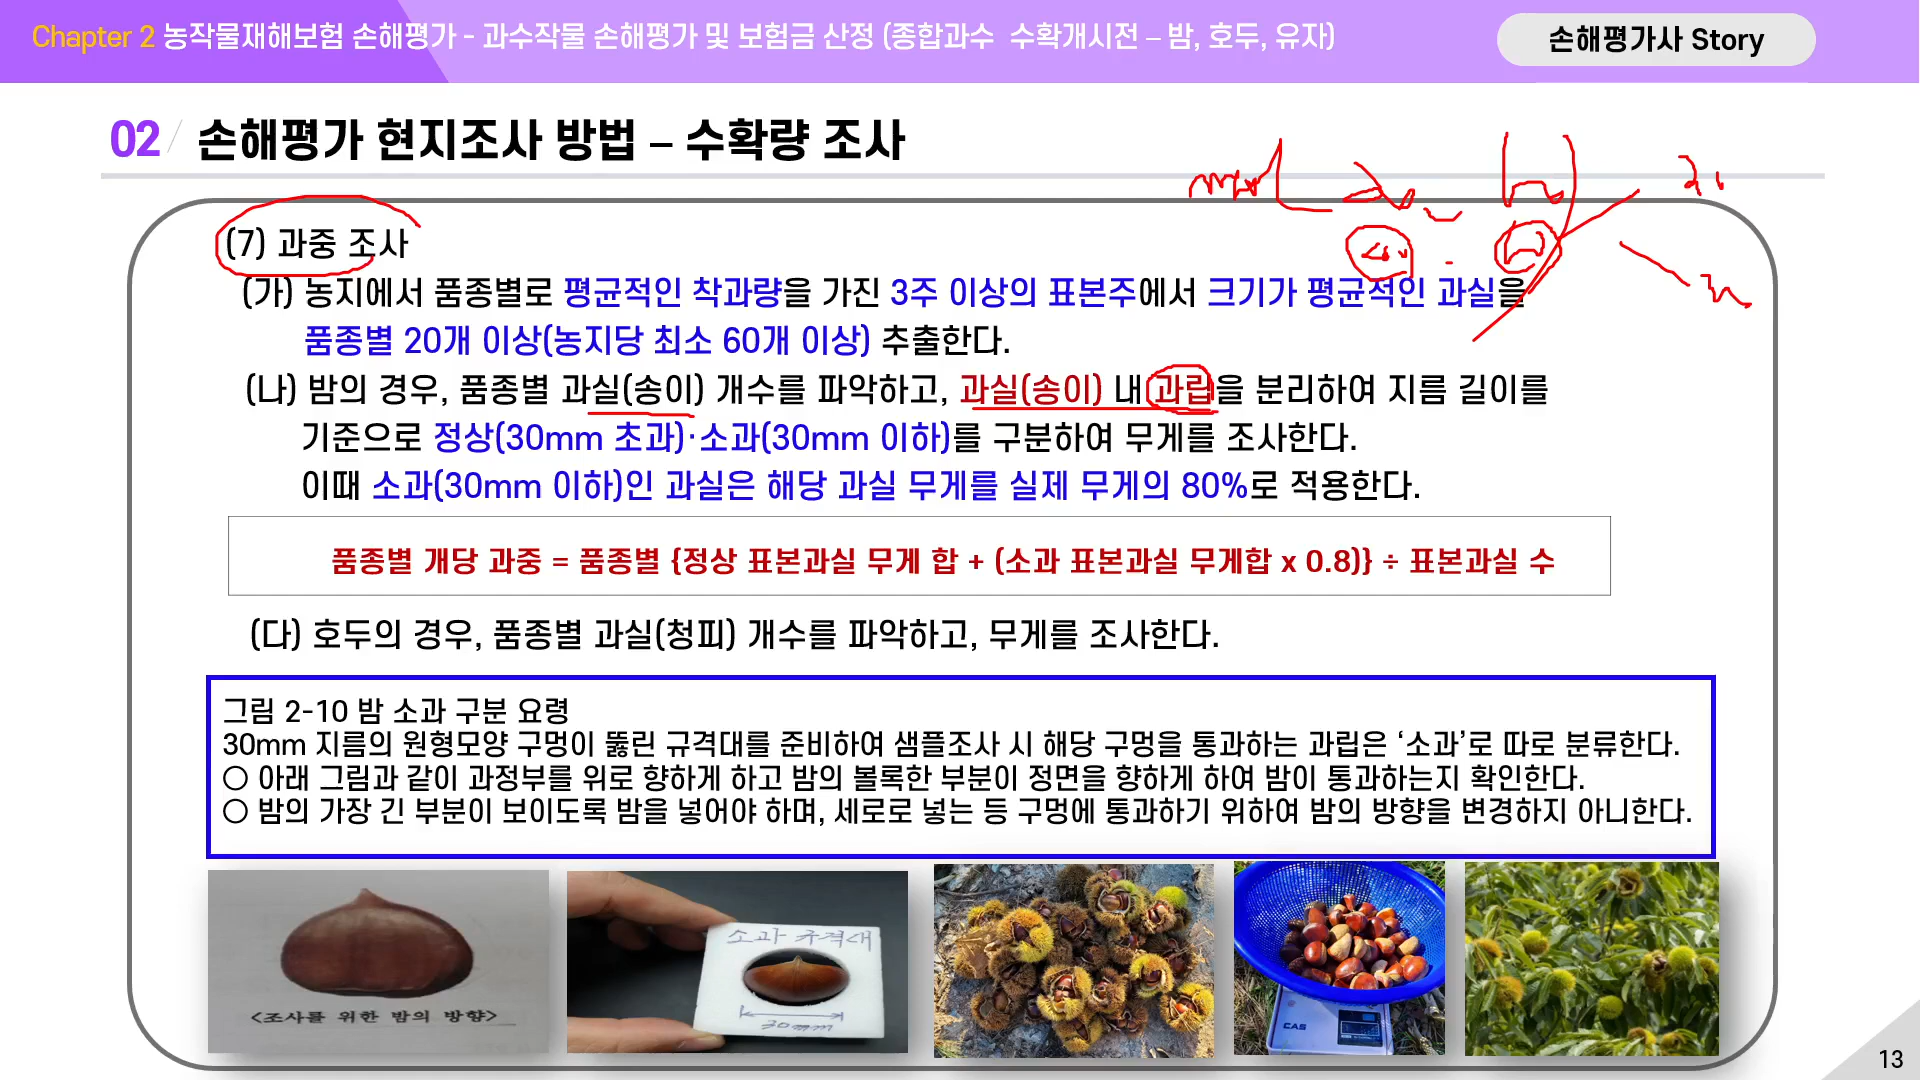 Chapter 2 농작물재해보험 손해평가 - 과수작물 손해평가 및 보험금 산정 (종합과수 수확개시전 – 밤, 호두, 유자)
손해평가사 Story
02 / 손해평가 현지조사 방법 – 수확량 조사
(7) 과중 조사
(가) 농지에서 품종별로 평균적인 착과량을 가진 3주 이상의 표본주에서 크기가 평균적인 과실을
품종별 20개 이상(농지당 최소 60개 이상) 추출한다.
(나) 밤의 경우, 품종별 과실(송이) 개수를 파악하고, 과실(송이) 내 과립을 분리하여 지름 길이를
기준으로 정상(30mm 초과)·소과(30mm 이하)를 구분하여 무게를 조사한다.
이때 소과(30mm 이하)인 과실은 해당 과실 무게를 실제 무게의 80%로 적용한다.
품종별 개당 과중 = 품종별 {정상 표본과실 무게 합 + (소과 표본과실 무게합 x 0.8)} ÷ 표본과실 수
(다) 호두의 경우, 품종별 과실(청피) 개수를 파악하고, 무게를 조사한다.
그림 2-10 밤 소과 구분 요령
30mm 지름의 원형모양 구멍이 뚫린 규격대를 준비하여 샘플조사 시 해당 구멍을 통과하는 과립은 ‘소과’로 따로 분류한다.
○ 아래 그림과 같이 과정부를 위로 향하게 하고 밤의 볼록한 부분이 정면을 향하게 하여 밤이 통과하는지 확인한다.
○ 밤의 가장 긴 부분이 보이도록 밤을 넣어야 하며, 세로로 넣는 등 구멍에 통과하기 위하여 밤의 방향을 변경하지 아니한다.
<조사를 위한 밤의 방향>
소과 규격대
30mm
CAS
13